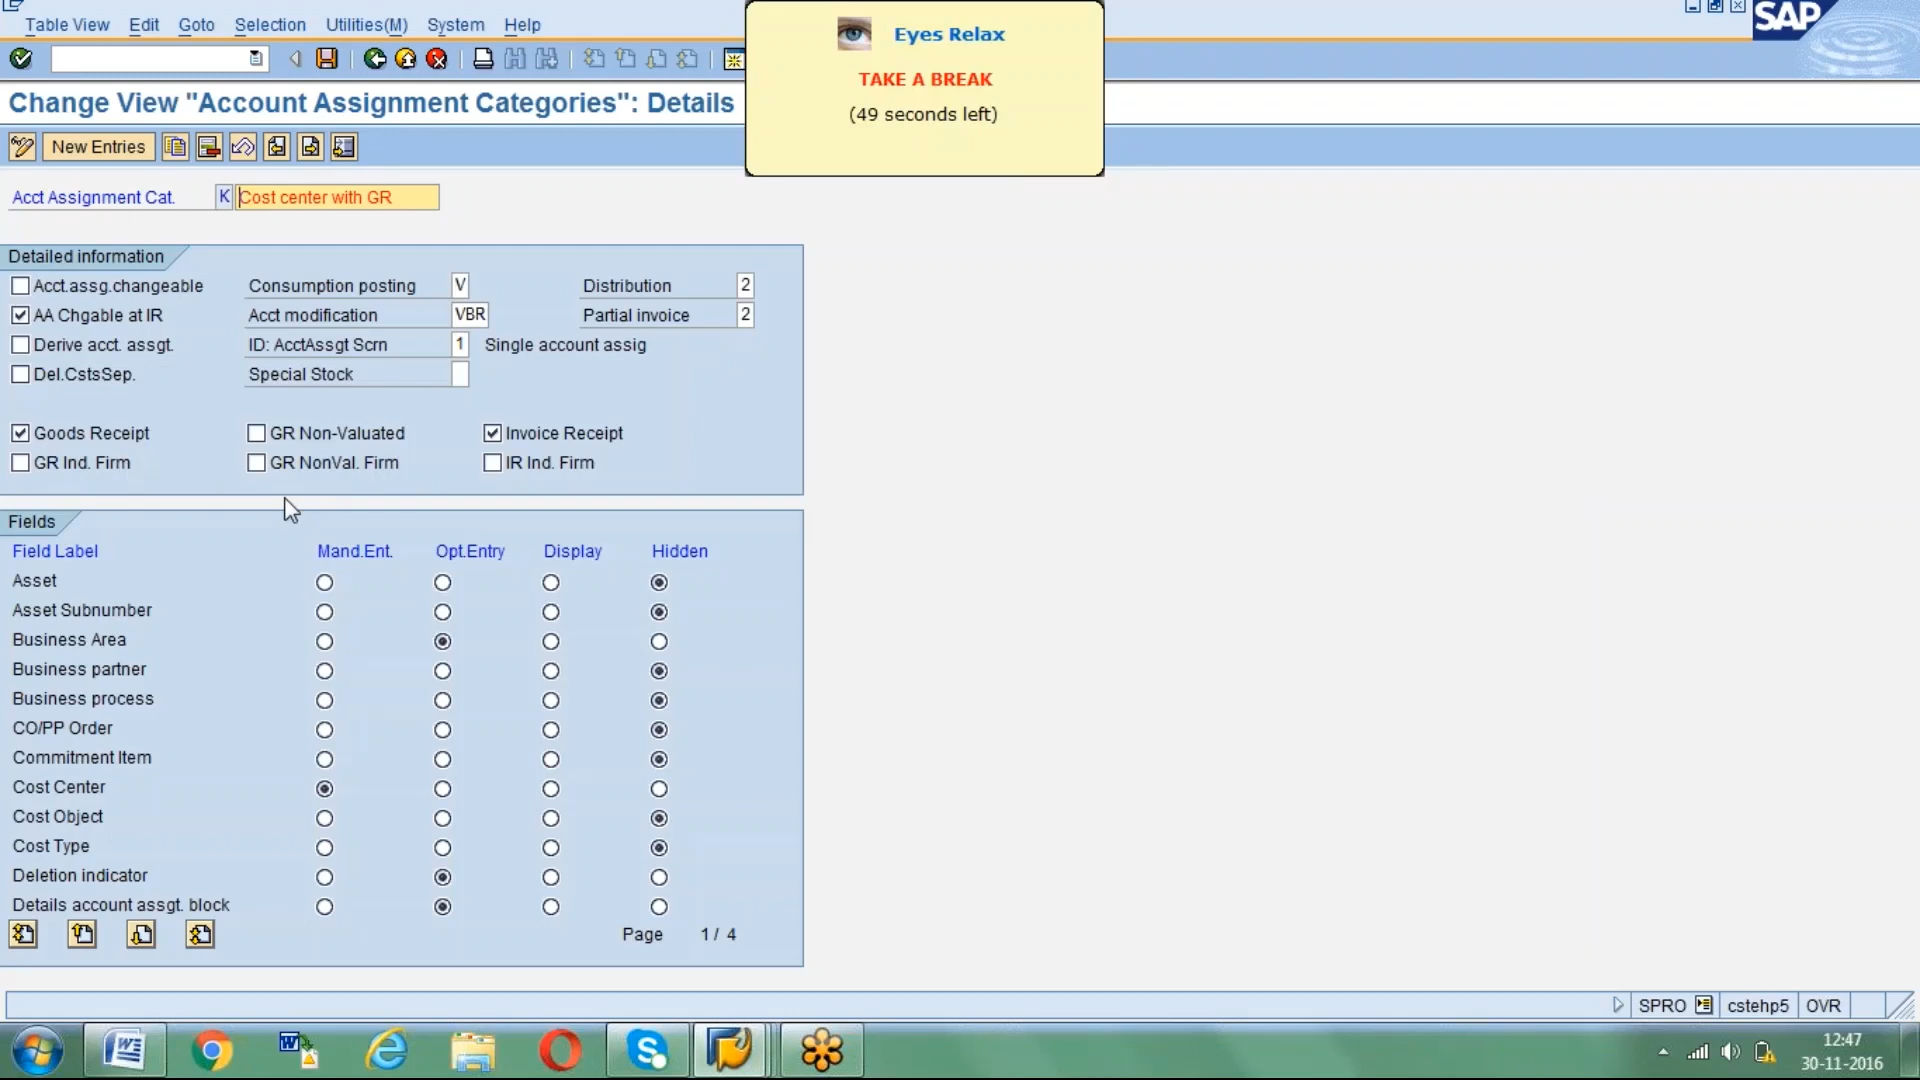 Table View Edit Goto Selection Utilities(M) System Help
SAP
Eyes Relax
TAKE A BREAK
(49 seconds left)
Change View "Account Assignment Categories": Details
New Entries
Acct Assignment Cat. K Cost center with GR
Detailed information
Acct.assg.changeable Consumption posting V Distribution 2
AA Chgable at IR Acct modification VBR Partial invoice 2
Derive acct. assgt. ID: AcctAssgt Scrn 1 Single account assig
Del.CstsSep. Special Stock
Goods Receipt GR Non-Valuated Invoice Receipt
GR Ind. Firm GR NonVal. Firm IR Ind. Firm
Fields
Field Label Mand.Ent. Opt.Entry Display Hidden
Asset
Asset Subnumber
Business Area
Business partner
Business process
CO/PP Order
Commitment Item
Cost Center
Cost Object
Cost Type
Deletion indicator
Details account assgt. block
Page 1 / 4
SPRO cstehp5 OVR
12:47
30-11-2016